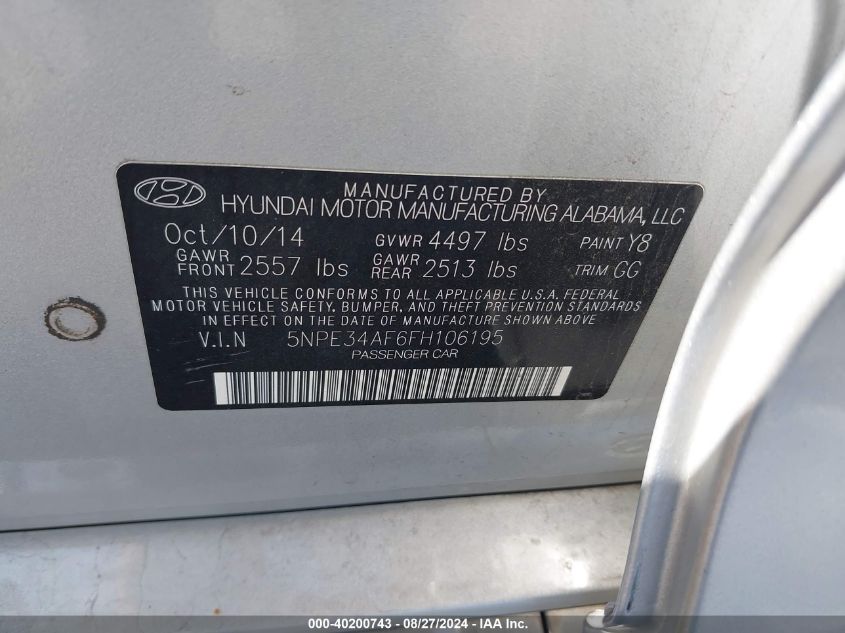 MANUFACTURED BY
HYUNDAI MOTOR MANUFACTURING ALABAMA, LLC
Oct/10/14 GVWR 4497 lbs PAINT Y8
GAWR FRONT 2557 lbs GAWR REAR 2513 lbs TRIM GG
THIS VEHICLE CONFORMS TO ALL APPLICABLE U.S.A. FEDERAL
MOTOR VEHICLE SAFETY, BUMPER, AND THEFT PREVENTION STANDARDS
IN EFFECT ON THE DATE OF MANUFACTURE SHOWN ABOVE
V.I.N 5NPE34AF6FH106195
PASSENGER CAR
000-40200743 - 08/27/2024 - IAA Inc.